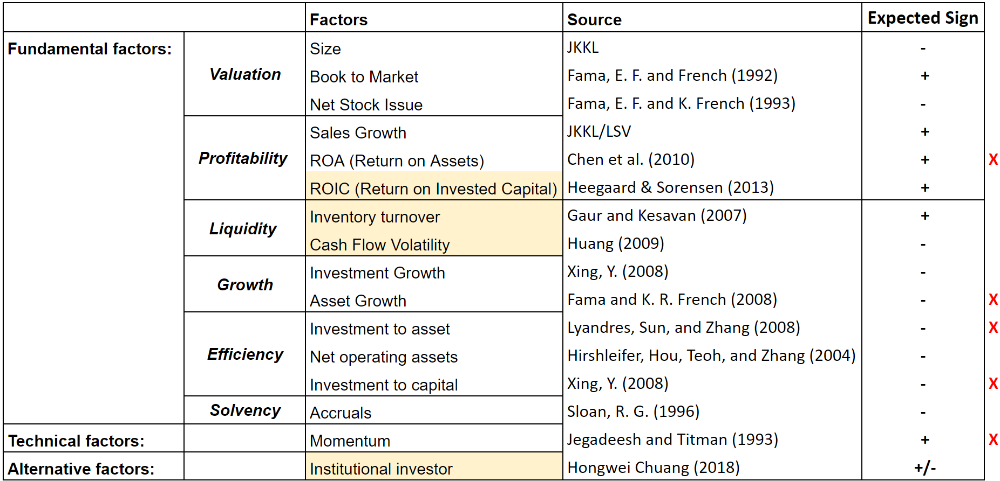 Factors Source Expected Sign
Fundamental factors: Valuation Size JKKL -
Book to Market Fama, E. F. and French (1992) +
Net Stock Issue Fama, E. F. and K. French (1993) -
Profitability Sales Growth JKKL/LSV +
ROA (Return on Assets) Chen et al. (2010) + X
ROIC (Return on Invested Capital) Heegaard & Sorensen (2013) +
Liquidity Inventory turnover Gaur and Kesavan (2007) +
Cash Flow Volatility Huang (2009) -
Growth Investment Growth Xing, Y. (2008) -
Asset Growth Fama and K. R. French (2008) - X
Efficiency Investment to asset Lyandres, Sun, and Zhang (2008) - X
Net operating assets Hirshleifer, Hou, Teoh, and Zhang (2004) -
Investment to capital Xing, Y. (2008) - X
Solvency Accruals Sloan, R. G. (1996) -
Technical factors: Momentum Jegadeesh and Titman (1993) + X
Alternative factors: Institutional investor Hongwei Chuang (2018) +/-